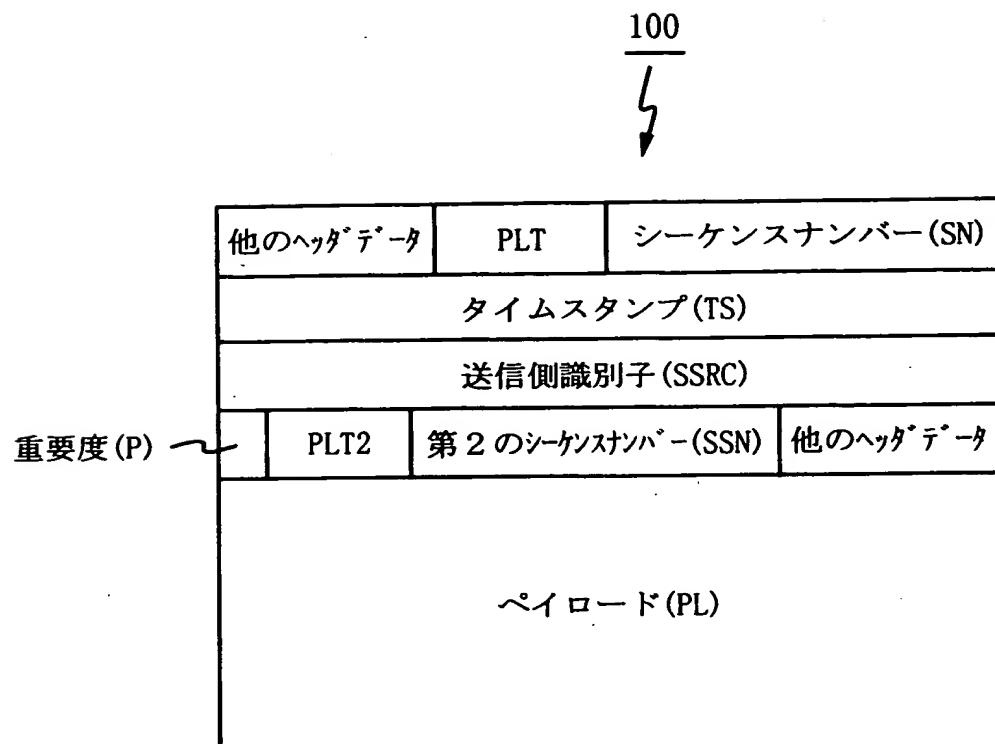 100
他のヘッダデータ PLT シーケンスナンバー(SN)
タイムスタンプ(TS)
送信側識別子(SSRC)
重要度(P) PLT2 第２のシーケンスナンバー(SSN) 他のヘッダデータ
ペイロード(PL)